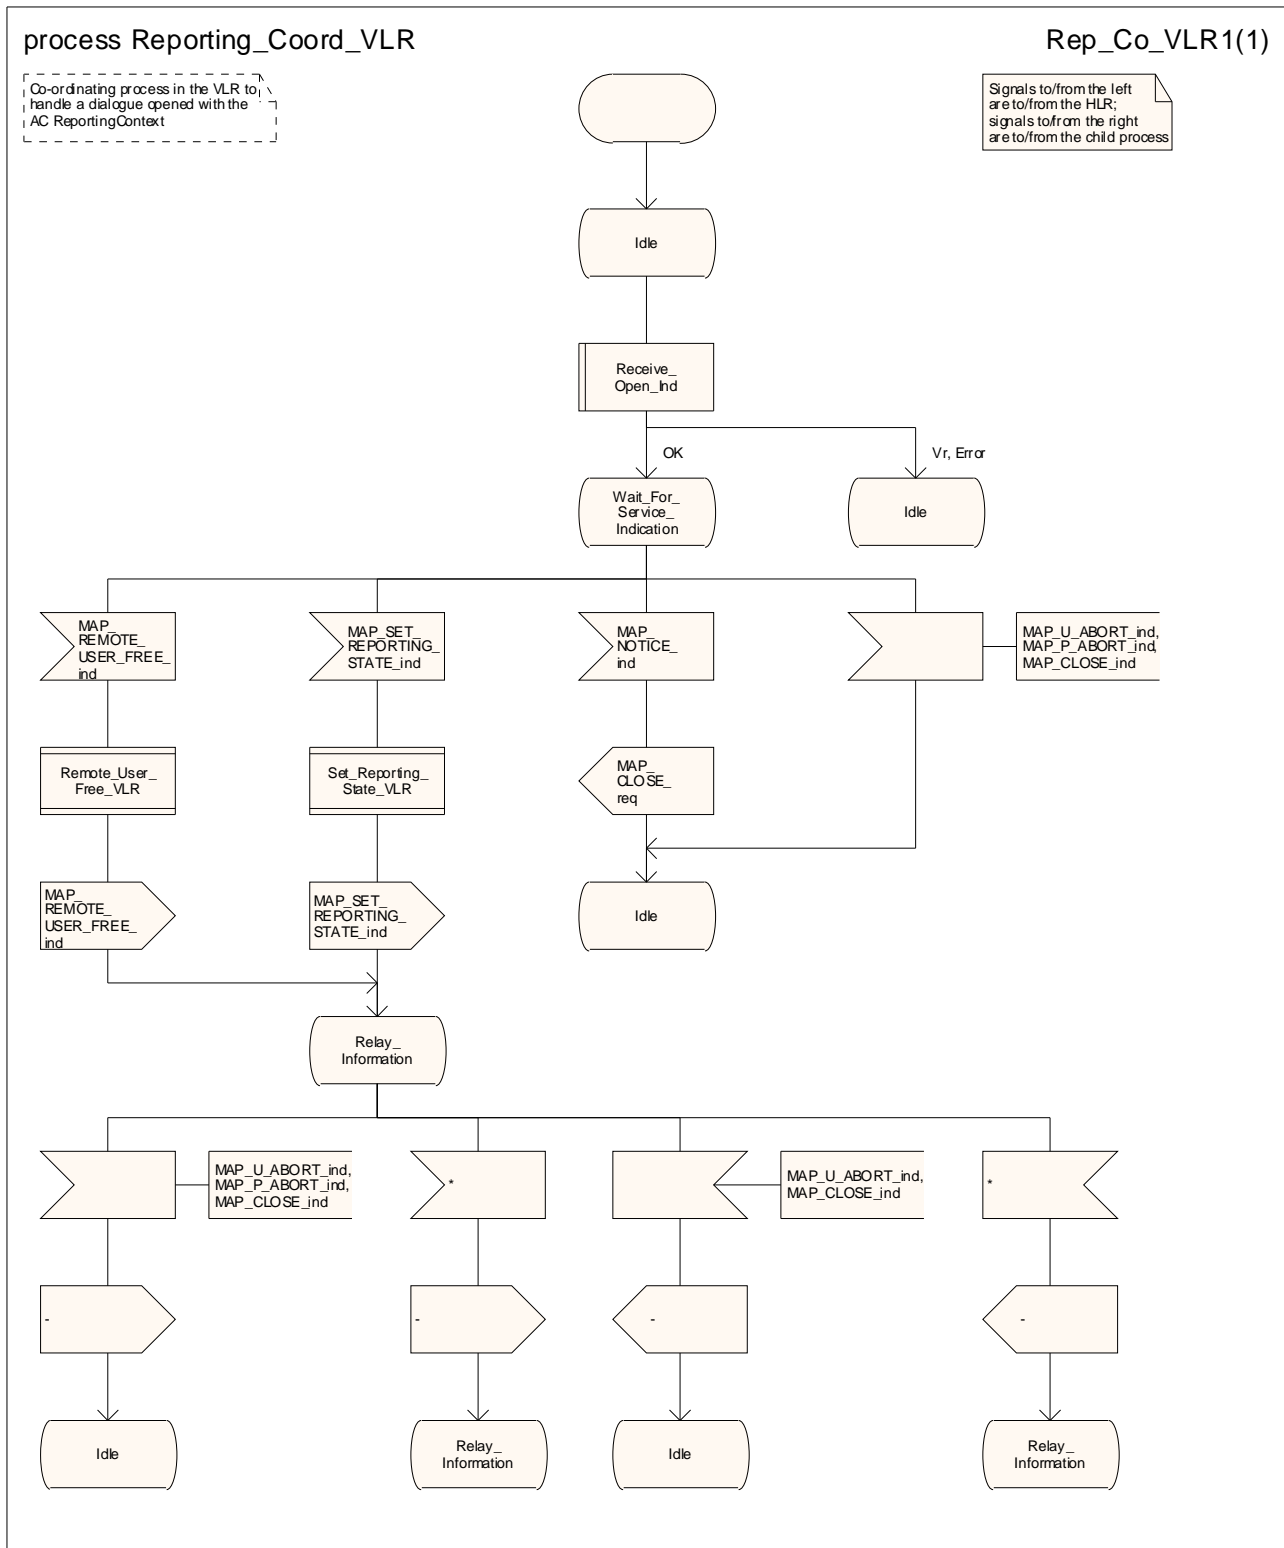 process Reporting_Coord_VLR
Rep_Co_VLR1(1)
Co-ordinating process in the VLR to
handle a dialogue opened with the
AC ReportingContext
Signals to/from the left
are to/from the HLR;
signals to/from the right
are to/from the child process
Idle
Receive_
Open_Ind
OK
Vr, Error
Wait_For_
Service_
Indication
Idle
MAP_
REMOTE_
USER_FREE_
ind
MAP_SET_
REPORTING_
STATE_ind
MAP_
NOTICE_
ind
MAP_U_ABORT_ind,
MAP_P_ABORT_ind,
MAP_CLOSE_ind
Remote_User_
Free_VLR
Set_Reporting_
State_VLR
MAP_
CLOSE_
req
MAP_
REMOTE_
USER_FREE_
ind
MAP_SET_
REPORTING_
STATE_ind
Idle
Relay_
Information
MAP_U_ABORT_ind,
MAP_P_ABORT_ind,
MAP_CLOSE_ind
*
MAP_U_ABORT_ind,
MAP_CLOSE_ind
*
-
-
-
-
Idle
Relay_
Information
Idle
Relay_
Information